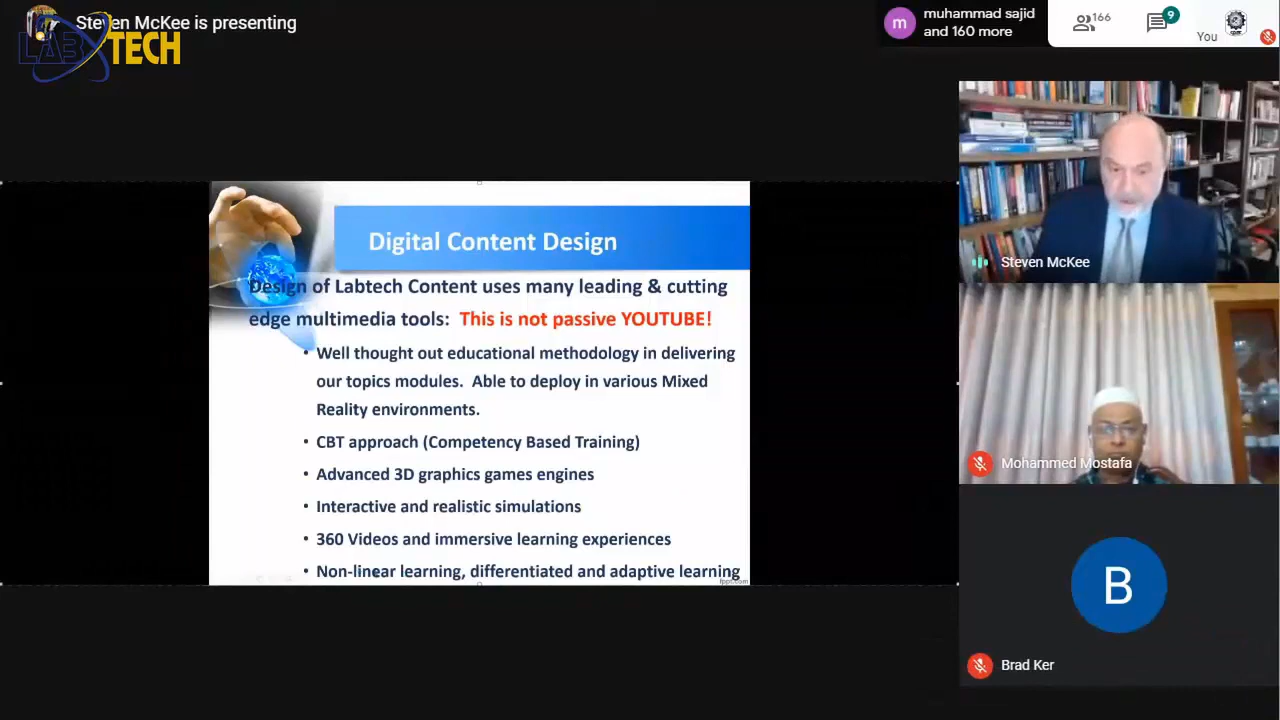 Steven McKee is presenting
LABTECH
muhammad sajid
and 160 more
166
9
You
Digital Content Design
Design of Labtech Content uses many leading & cutting
edge multimedia tools: This is not passive YOUTUBE!
• Well thought out educational methodology in delivering
our topics modules. Able to deploy in various Mixed
Reality environments.
• CBT approach (Competency Based Training)
• Advanced 3D graphics games engines
• Interactive and realistic simulations
• 360 Videos and immersive learning experiences
• Non-linear learning, differentiated and adaptive learning
fppt.com
Steven McKee
Mohammed Mostafa
B
Brad Ker